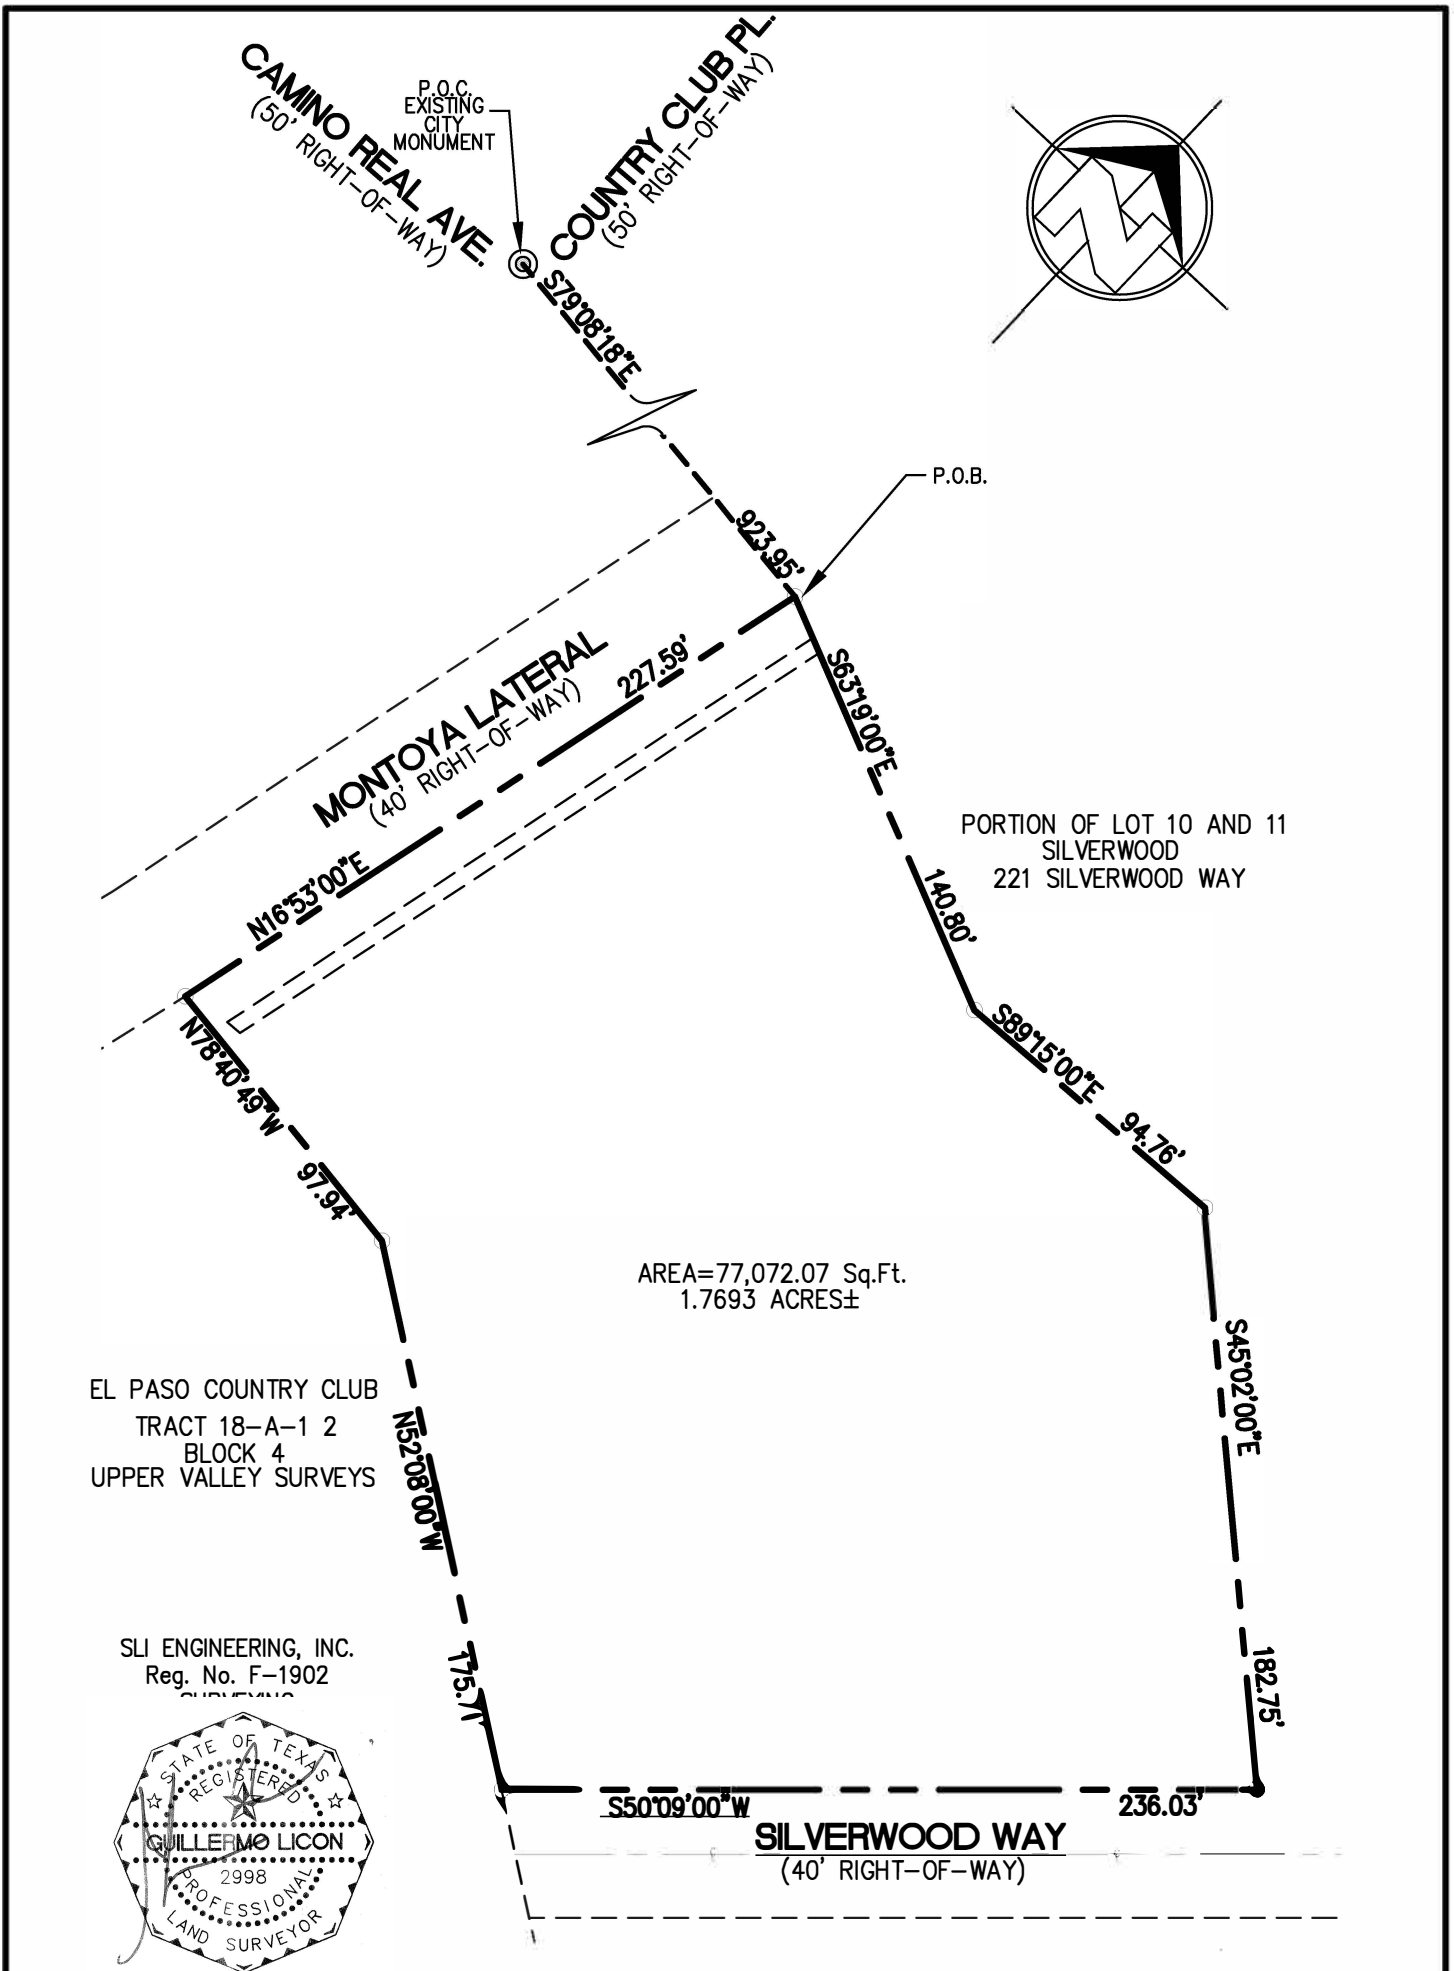 CAMINO REAL AVE.
(50' RIGHT-OF-WAY)
P.O.C.
EXISTING
CITY
MONUMENT
COUNTRY CLUB PL.
(50' RIGHT-OF-WAY)
S79°08'18"E
P.O.B.
923.95'
MONTOYA LATERAL
(40' RIGHT-OF-WAY)
227.59'
N16°53'00"E
S63°19'00"E
140.80'
PORTION OF LOT 10 AND 11
SILVERWOOD
221 SILVERWOOD WAY
S89°15'00"E
94.76'
N78°40'49"W
97.94'
AREA=77,072.07 Sq.Ft.
1.7693 ACRES±
S45°02'00"E
182.75'
EL PASO COUNTRY CLUB
TRACT 18-A-1 2
BLOCK 4
UPPER VALLEY SURVEYS
N52°08'00"W
175.71'
S50°09'00"W
236.03'
SILVERWOOD WAY
(40' RIGHT-OF-WAY)
SLI ENGINEERING, INC.
Reg. No. F-1902
SURVEYING
STATE OF TEXAS
REGISTERED
GUILLERMO LICON
2998
PROFESSIONAL
LAND SURVEYOR